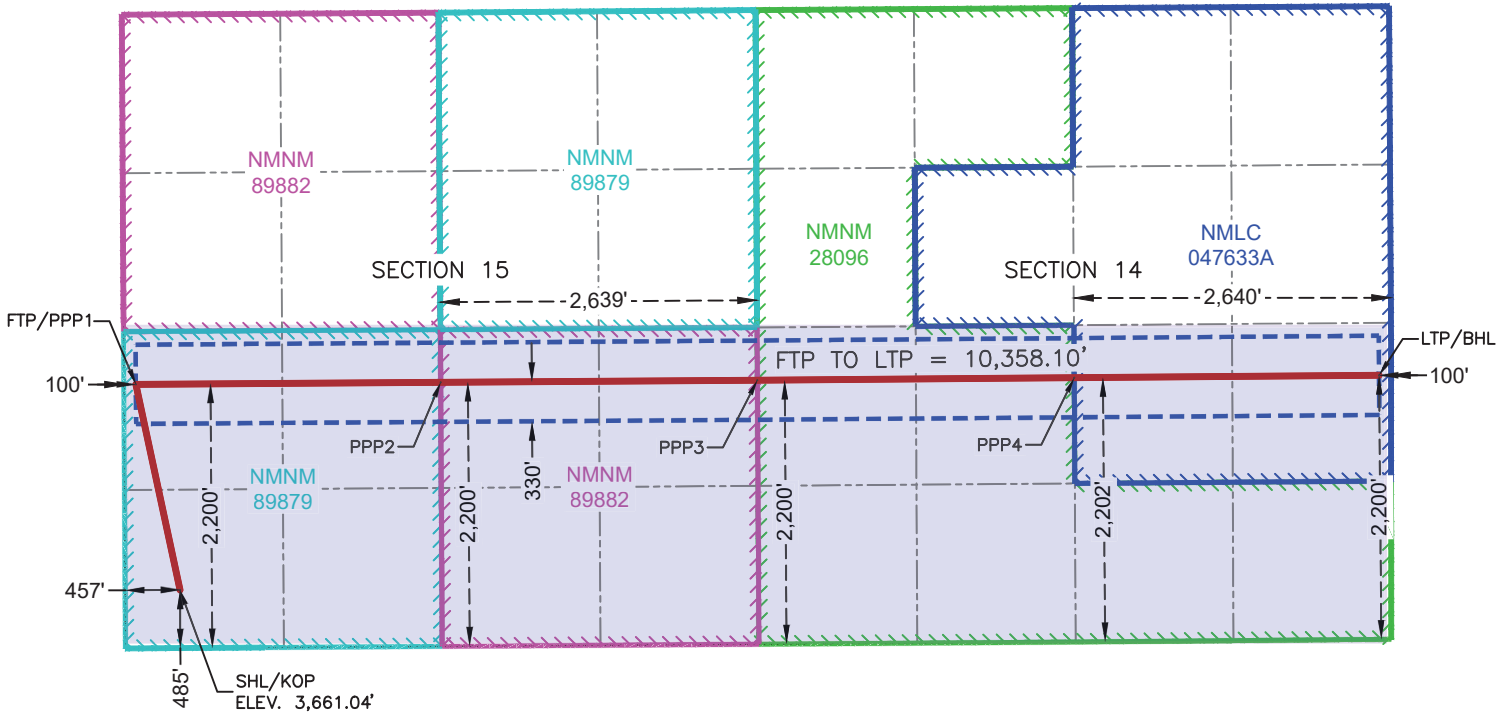 NMNM
89882
NMNM
89879
NMNM
28096
NMLC
047633A
SECTION 15
SECTION 14
2,639'
2,640'
FTP/PPP1
FTP TO LTP = 10,358.10'
LTP/BHL
100'
100'
PPP2
PPP3
PPP4
NMNM
89879
330'
NMNM
89882
2,200'
2,200'
2,200'
2,202'
2,200'
457'
485'
SHL/KOP
ELEV. 3,661.04'